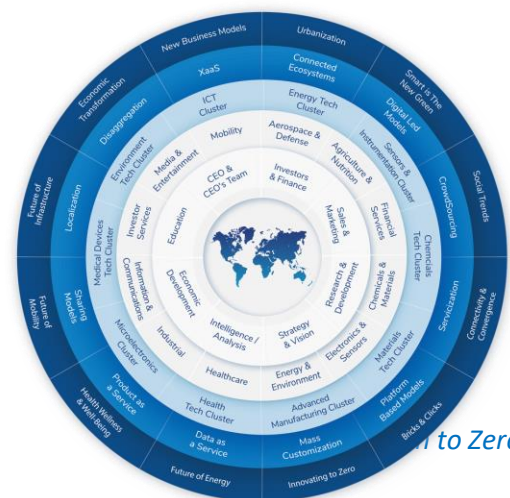 New Business Models
Urbanization
Smart is The
New Green
Social Trends
Connectivity &
Convergence
Bricks & Clicks
Innovating to Zero
Future of Energy
Health Wellness
& Well-Being
Future of
Mobility
Future of
Infrastructure
Economic
Transformation
XaaS
Connected
Ecosystems
Digital Led
Models
CrowdSourcing
Servicization
Platform
Based Models
Mass
Customization
Data as
a Service
Product as
a Service
Sharing
Models
Localization
Disaggregation
ICT
Cluster
Energy Tech
Cluster
Sensors &
Instrumentation Cluster
Chemcials
Tech Cluster
Materials
Tech Cluster
Advanced
Manufacturing Cluster
Health
Tech Cluster
Microelectronics
Cluster
Medical Devices
Tech Cluster
Environment
Tech Cluster
Mobility
Aerospace &
Defense
Agriculture &
Nutrition
Financial
Services
Chemicals &
Materials
Electronics &
Sensors
Energy &
Environment
Healthcare
Industrial
Information &
Communications
Investor
Services
Media &
Entertainment
CEO &
CEO's Team
Investors
& Finance
Sales &
Marketing
Research &
Development
Strategy
& Vision
Intelligence /
Analysis
Economic
Development
Education
to Zero